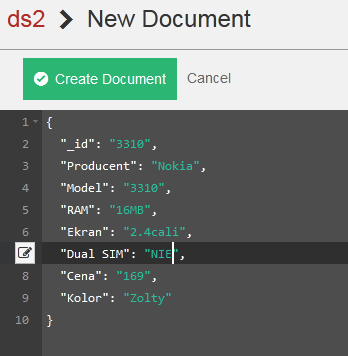 ds2 > New Document
Create Document Cancel
1 {
2 "_id": "3310",
3 "Producent": "Nokia",
4 "Model": "3310",
5 "RAM": "16MB",
6 "Ekran": "2.4cali",
"Dual SIM": "NIE",
8 "Cena": "169",
9 "Kolor": "Zolty"
10 }